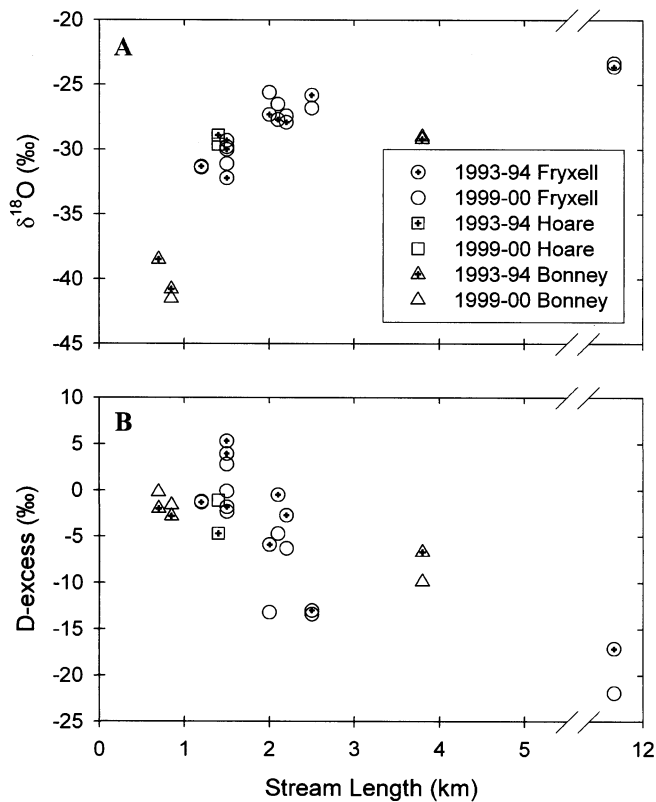 A
-20
-25
-30
-35
-40
-45
δ18O (‰)
1993-94 Fryxell
1999-00 Fryxell
1993-94 Hoare
1999-00 Hoare
1993-94 Bonney
1999-00 Bonney
B
10
5
0
-5
-10
-15
-20
-25
D-excess (‰)
0 1 2 3 4 5 12
Stream Length (km)